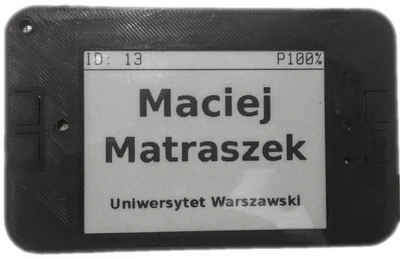 ID: 13 P100%
Maciej
Matraszek
Uniwersytet Warszawski